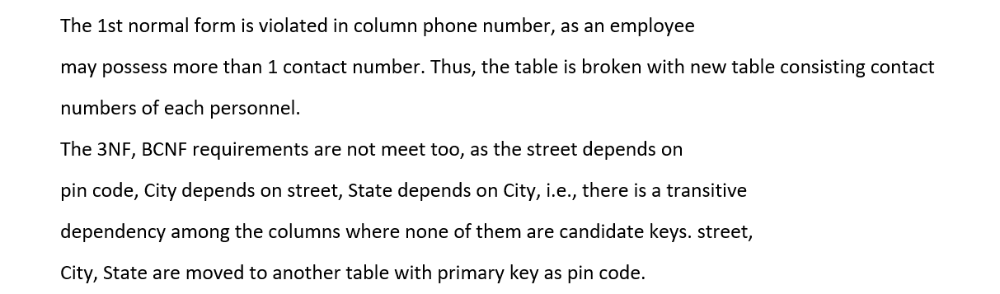 The 1st normal form is violated in column phone number, as an employee
may possess more than 1 contact number. Thus, the table is broken with new table consisting contact
numbers of each personnel.
The 3NF, BCNF requirements are not meet too, as the street depends on
pin code, City depends on street, State depends on City, i.e., there is a transitive
dependency among the columns where none of them are candidate keys. street,
City, State are moved to another table with primary key as pin code.